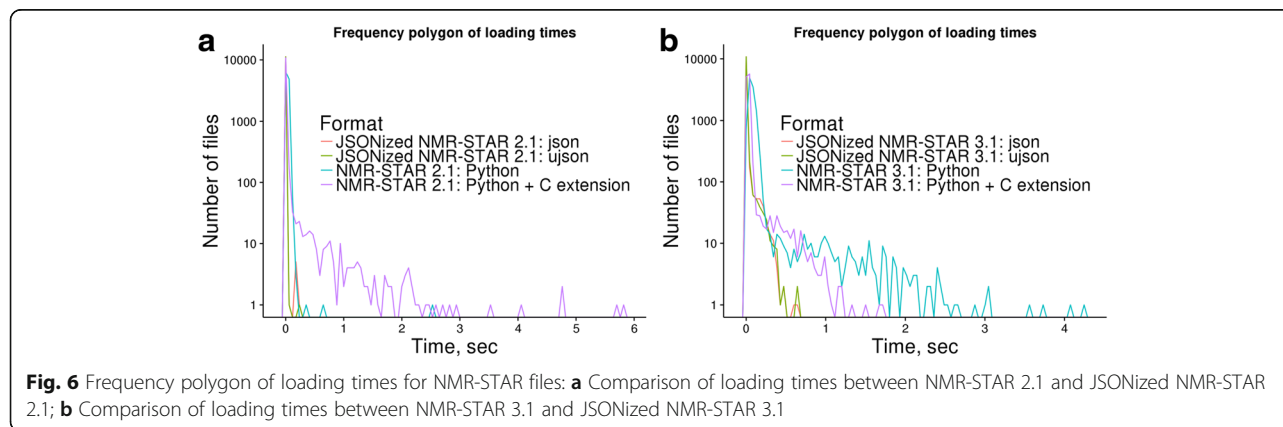 a
Frequency polygon of loading times
Number of files
10000
1000
100
10
1
Format
JSONized NMR-STAR 2.1: json
JSONized NMR-STAR 2.1: ujson
NMR-STAR 2.1: Python
NMR-STAR 2.1: Python + C extension
0 1 2 3 4 5 6
Time, sec
b
Frequency polygon of loading times
Number of files
10000
1000
100
10
1
Format
JSONized NMR-STAR 3.1: json
JSONized NMR-STAR 3.1: ujson
NMR-STAR 3.1: Python
NMR-STAR 3.1: Python + C extension
0 1 2 3 4
Time, sec
Fig. 6 Frequency polygon of loading times for NMR-STAR files: a Comparison of loading times between NMR-STAR 2.1 and JSONized NMR-STAR
2.1; b Comparison of loading times between NMR-STAR 3.1 and JSONized NMR-STAR 3.1